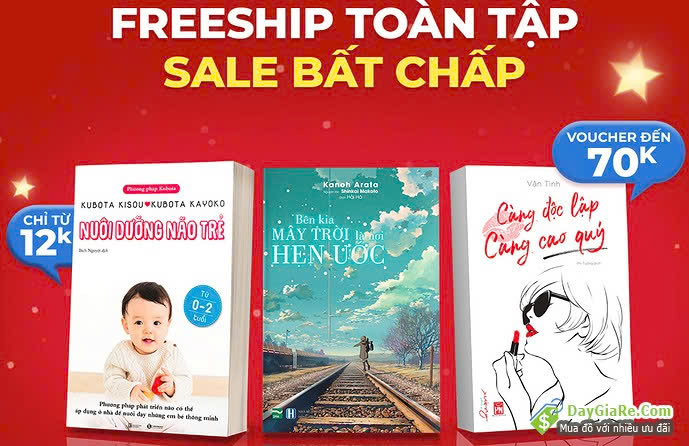 FREESHIP TOÀN TẬP
SALE BẤT CHẤP
VOUCHER ĐẾN
70K
CHỈ TỪ
12K
Phương pháp Kubota
KUBOTA KISOU KUBOTA KAYOKO
NUÔI DƯỠNG NÃO TRẺ
Bích Nguyệt dịch
Từ
0-2
tuổi
Phương pháp phát triển não có thể
áp dụng ở nhà để nuôi dạy những em bé thông minh
Kanoh Arata
Shinkai Makoto
Bên kia
MÂY TRỜI là nơi
HẸN ƯỚC
Vãn Tình
Càng độc lập
Càng cao quý
DayGiaRe.Com
Mua đồ với nhiều ưu đãi